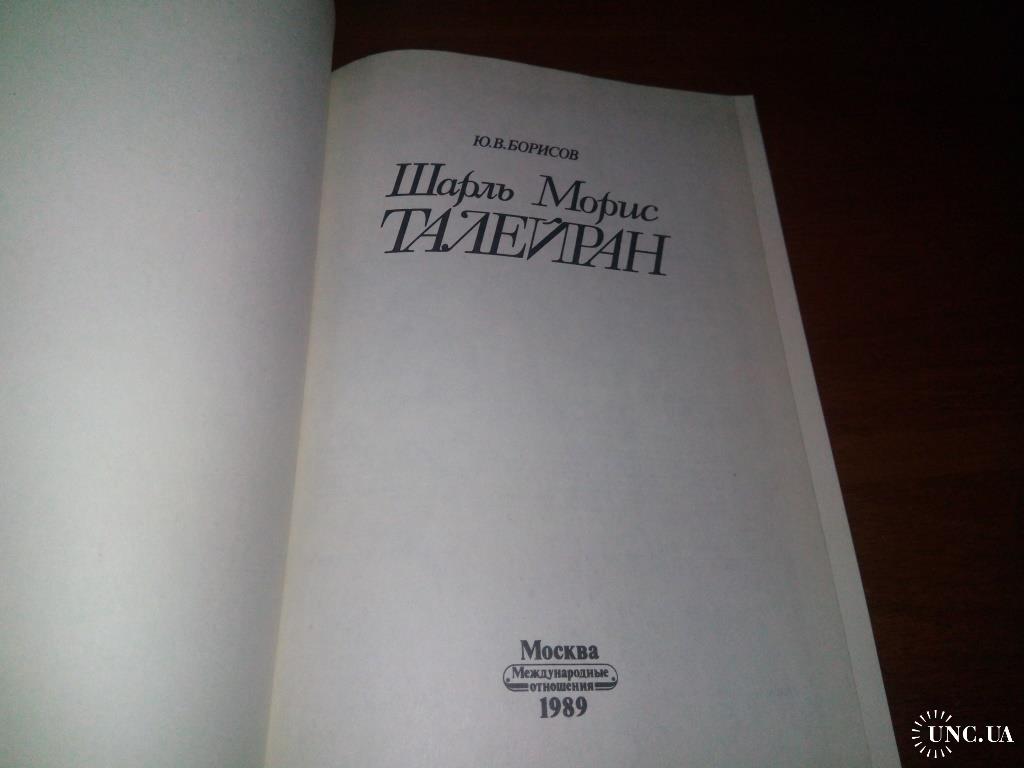 Ю.В.БОРИСОВ
Шарль Морис
ТАЛЕЙРАН
Москва
Международные
отношения
1989
UNC.UA